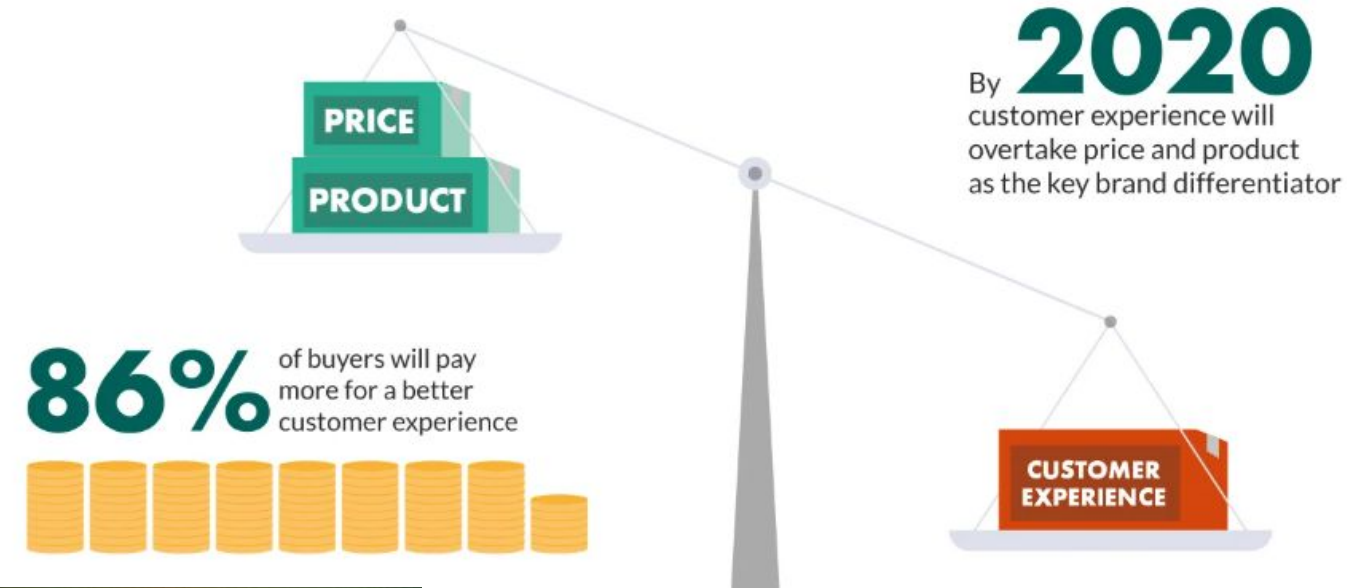 PRICE
PRODUCT
By 2020
customer experience will
overtake price and product
as the key brand differentiator
86% of buyers will pay
more for a better
customer experience
CUSTOMER
EXPERIENCE